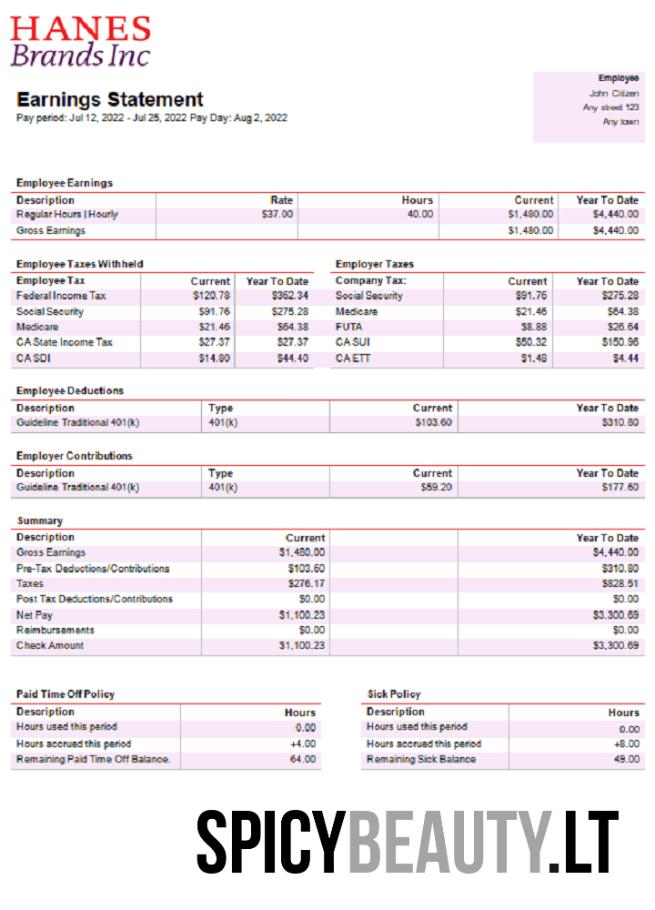 HANES
Brands Inc
Employee
John Citizen
Any street 123
Any town
Earnings Statement
Pay period: Jul 12, 2022 - Jul 25, 2022 Pay Day: Aug 2, 2022
Employee Earnings
Description Rate Hours Current Year To Date
Regular Hours | Hourly $37.00 40.00 $1,480.00 $4,440.00
Gross Earnings $1,480.00 $4,440.00
Employee Taxes Withheld
Employee Tax Current Year To Date
Federal Income Tax $120.78 $362.34
Social Security $91.76 $275.28
Medicare $21.46 $64.38
CA State Income Tax $27.37 $27.37
CA SDI $14.80 $44.40
Employer Taxes
Company Tax: Current Year To Date
Social Security $91.76 $275.28
Medicare $21.46 $64.38
FUTA $8.88 $26.64
CA SUI $50.32 $150.96
CA ETT $1.48 $4.44
Employee Deductions
Description Type Current Year To Date
Guideline Traditional 401(k) 401(k) $103.60 $310.80
Employer Contributions
Description Type Current Year To Date
Guideline Traditional 401(k) 401(k) $59.20 $177.60
Summary
Description Current Year To Date
Gross Earnings $1,480.00 $4,440.00
Pre-Tax Deductions/Contributions $103.60 $310.80
Taxes $276.17 $828.51
Post Tax Deductions/Contributions $0.00 $0.00
Net Pay $1,100.23 $3.300.69
Reimbursements $0.00 $0.00
Check Amount $1,100.23 $3,300.69
Paid Time Off Policy
Description Hours
Hours used this period 0.00
Hours accrued this period +4.00
Remaining Paid Time Off Balance. 64.00
Sick Policy
Description Hours
Hours used this period 0.00
Hours accrued this period +8.00
Remaining Sick Balance 49.00
SPICYBEAUTY.LT